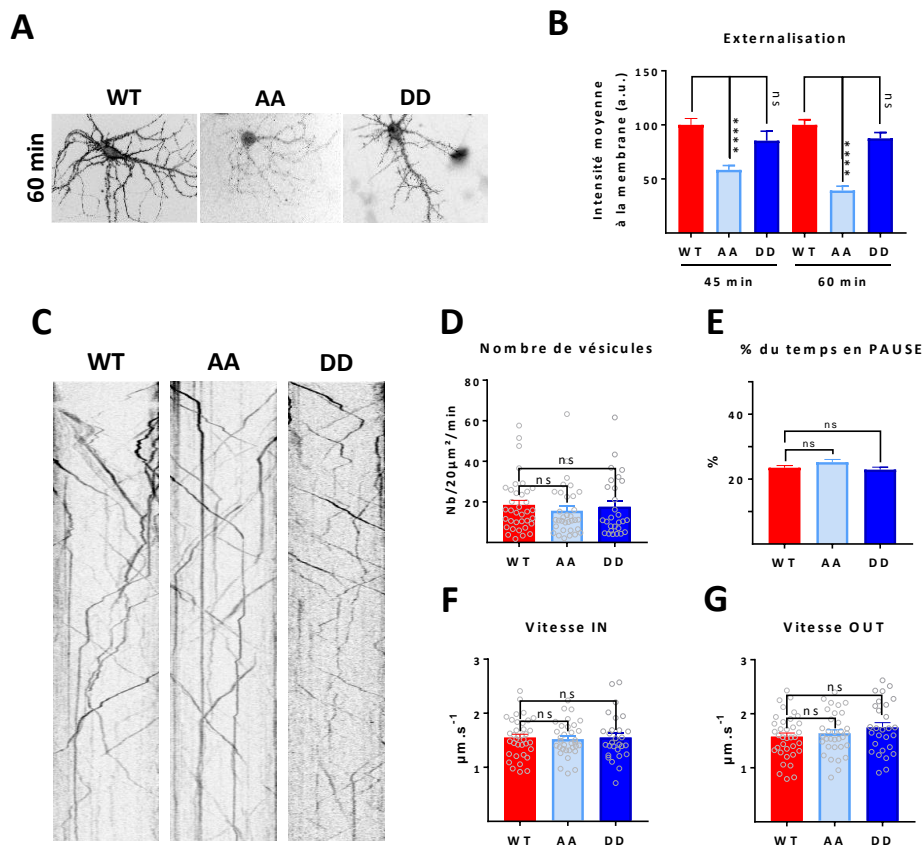 A
WT
AA
DD
60 min
B
Externalisation
Intensité moyenne
à la membrane (a.u.)
150
100
50
****
ns
****
ns
WT
AA
DD
WT
AA
DD
45 min
60 min
C
WT
AA
DD
D
Nombre de vésicules
Nb/20µm²/min
80
60
40
20
ns
ns
WT
AA
DD
E
% du temps en PAUSE
%
40
20
ns
ns
WT
AA
DD
F
Vitesse IN
µm.s⁻¹
3
2
1
ns
ns
WT
AA
DD
G
Vitesse OUT
µm.s⁻¹
3
2
1
ns
ns
WT
AA
DD